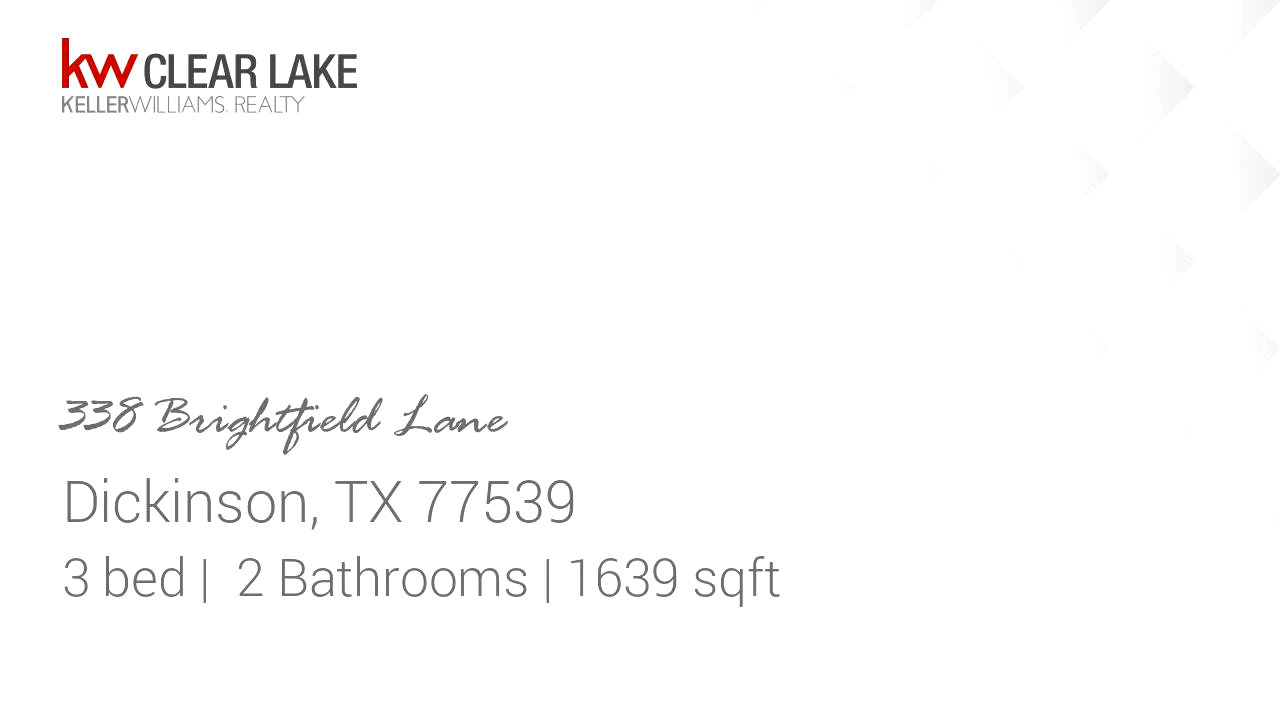 kw CLEAR LAKE
KELLERWILLIAMS. REALTY
338 Brightfield Lane
Dickinson, TX 77539
3 bed | 2 Bathrooms | 1639 sqft